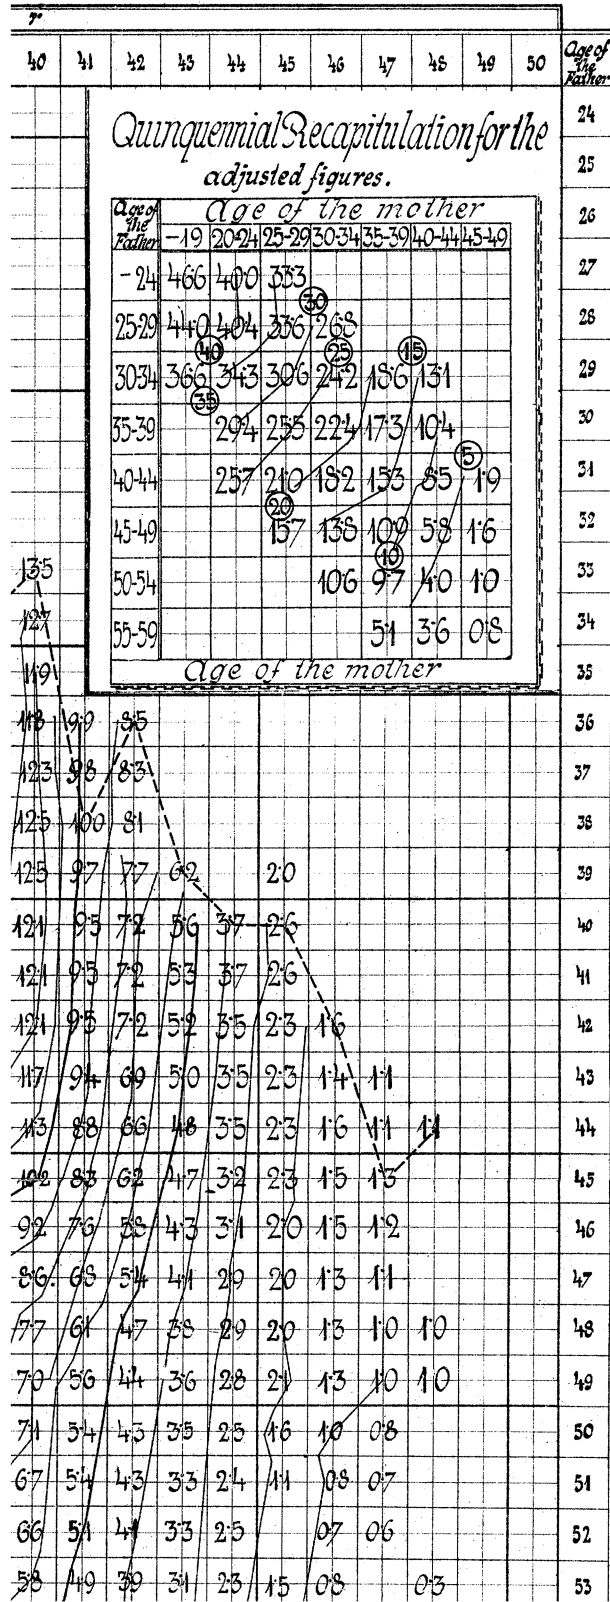 40 41 42 43 44 45 46 47 48 49 50 Age of the Father
24
Quinquennial Recapitulation for the
25
adjusted figures.
26
Age of the Father
Age of the mother
-19 20-24 25-29 30-34 35-39 40-44 45-49
27
-24 46·6 40·0 33·3
30
28
25-29 44·0 40·4 33·6 26·8
40 25 15
29
30-34 36·6 34·3 30·6 24·2 18·6 13·1
35
30
35-39 29·4 25·5 22·4 17·3 10·4
5
31
40-44 25·7 21·0 18·2 15·3 8·5 1·9
20
32
45-49 15·7 13·8 10·9 5·8 1·6
10
13·5 33
50-54 10·6 9·7 4·0 1·0
12·7 34
55-59 5·1 3·6 0·8
11·9 35
Age of the mother
11·8 9·9 8·5 36
12·3 9·8 8·3 37
12·5 10·0 8·1 38
12·5 9·7 7·7 6·2 2·0 39
12·1 9·5 7·2 5·6 3·7 2·6 40
12·1 9·5 7·2 5·3 3·7 2·6 41
12·1 9·5 7·2 5·2 3·5 2·3 1·6 42
11·7 9·4 6·9 5·0 3·5 2·3 1·4 1·1 43
11·3 8·8 6·6 4·8 3·5 2·3 1·6 1·1 1·1 44
10·2 8·3 6·2 4·7 3·2 2·3 1·5 1·3 45
9·2 7·6 5·8 4·3 3·1 2·0 1·5 1·2 46
8·6 6·8 5·4 4·1 2·9 2·0 1·3 1·1 47
7·7 6·1 4·7 3·8 2·9 2·0 1·3 1·0 1·0 48
7·0 5·6 4·4 3·6 2·8 2·1 1·3 1·0 1·0 49
7·1 5·4 4·3 3·5 2·5 1·6 1·0 0·8 50
6·7 5·4 4·3 3·3 2·4 1·1 0·8 0·7 51
6·6 5·1 4·1 3·3 2·5 0·7 0·6 52
5·8 4·9 3·9 3·1 2·3 1·5 0·8 0·3 53